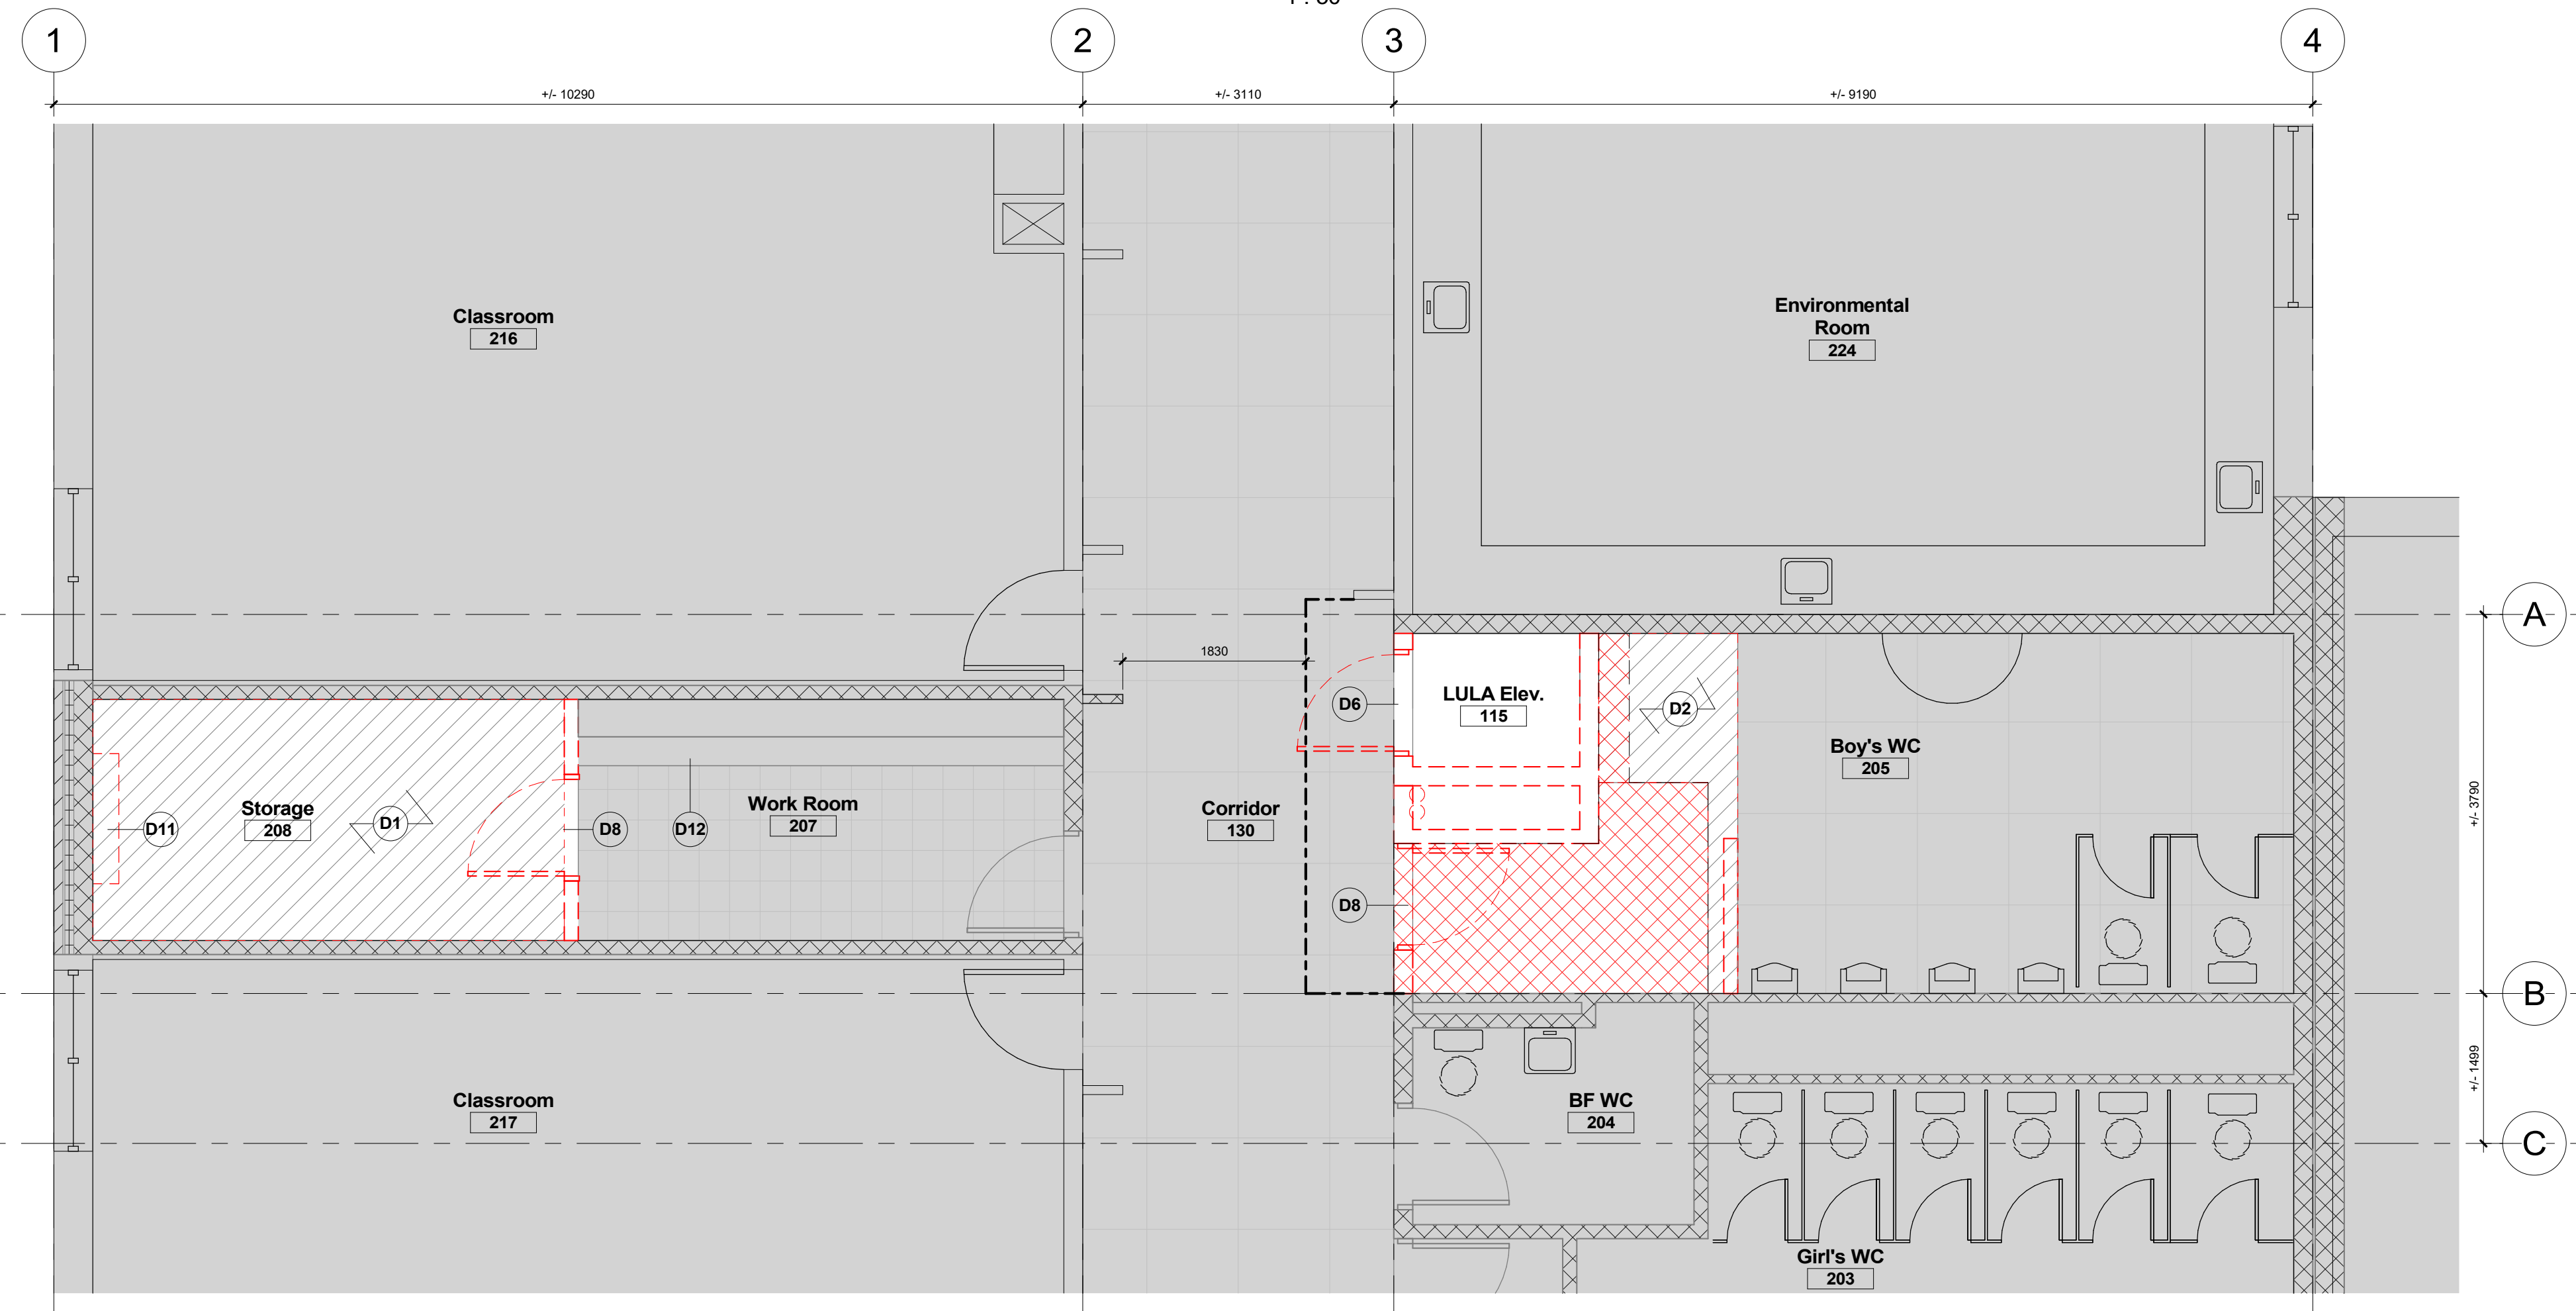 1
2
3
4
+/- 10290
+/- 3110
+/- 9190
Classroom
216
Environmental
Room
224
A
1830
D6
LULA Elev.
115
D2
Boy's WC
205
Storage
208
D11
D1
D8
D12
Work Room
207
Corridor
130
D8
+/- 3790
B
Classroom
217
BF WC
204
+/- 1499
C
Girl's WC
203